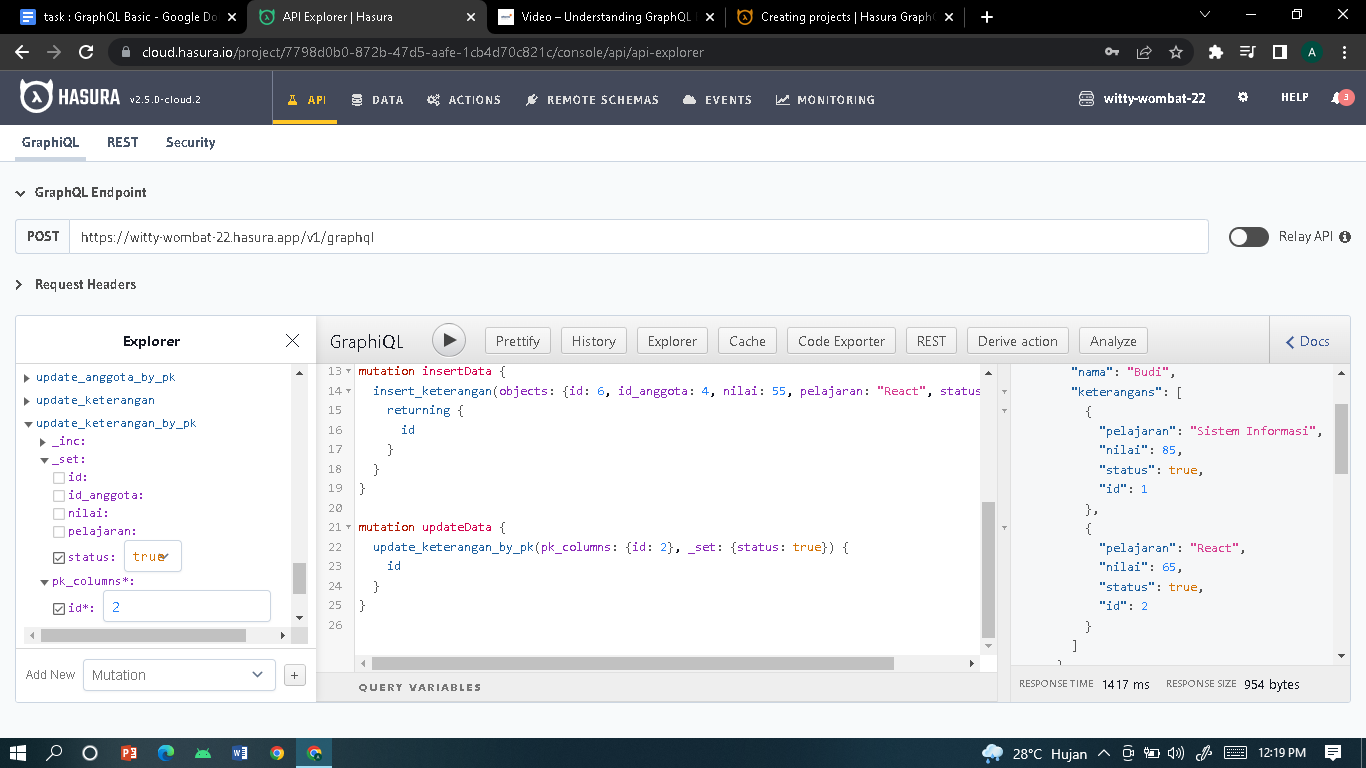 task : GraphQL Basic - Google Do
API Explorer | Hasura
Video – Understanding GraphQL
Creating projects | Hasura Graph
cloud.hasura.io/project/7798d0b0-872b-47d5-aafe-1cb4d70c821c/console/api/api-explorer
A
HASURA v2.5.0-cloud.2
API
DATA
ACTIONS
REMOTE SCHEMAS
EVENTS
MONITORING
witty-wombat-22
HELP
3
GraphiQL REST Security
GraphQL Endpoint
POST https://witty-wombat-22.hasura.app/v1/graphql
Relay API
Request Headers
Explorer
update_anggota_by_pk
update_keterangan
update_keterangan_by_pk
_inc:
_set:
id:
id_anggota:
nilai:
pelajaran:
status: true
pk_columns*:
id*: 2
Add New Mutation +
GraphiQL
Prettify
History
Explorer
Cache
Code Exporter
REST
Derive action
Analyze
Docs
13 mutation insertData {
14 insert_keterangan(objects: {id: 6, id_anggota: 4, nilai: 55, pelajaran: "React", status
15 returning {
16 id
17 }
18 }
19 }
20
21 mutation updateData {
22 update_keterangan_by_pk(pk_columns: {id: 2}, _set: {status: true}) {
23 id
24 }
25 }
26
QUERY VARIABLES
"nama": "Budi",
"keterangans": [
{
"pelajaran": "Sistem Informasi",
"nilai": 85,
"status": true,
"id": 1
},
{
"pelajaran": "React",
"nilai": 65,
"status": true,
"id": 2
}
]
RESPONSE TIME 1417 ms RESPONSE SIZE 954 bytes
28°C Hujan
12:19 PM